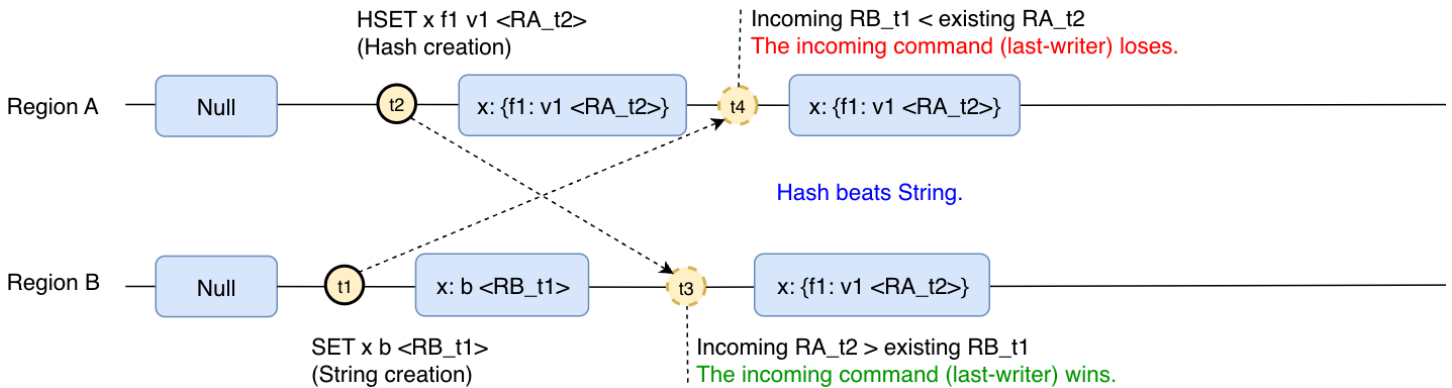 HSET x f1 v1 <RA_t2>
(Hash creation)
Incoming RB_t1 < existing RA_t2
The incoming command (last-writer) loses.
Region A
Null
t2
x: {f1: v1 <RA_t2>}
t4
x: {f1: v1 <RA_t2>}
Hash beats String.
Region B
Null
t1
x: b <RB_t1>
t3
x: {f1: v1 <RA_t2>}
SET x b <RB_t1>
(String creation)
Incoming RA_t2 > existing RB_t1
The incoming command (last-writer) wins.